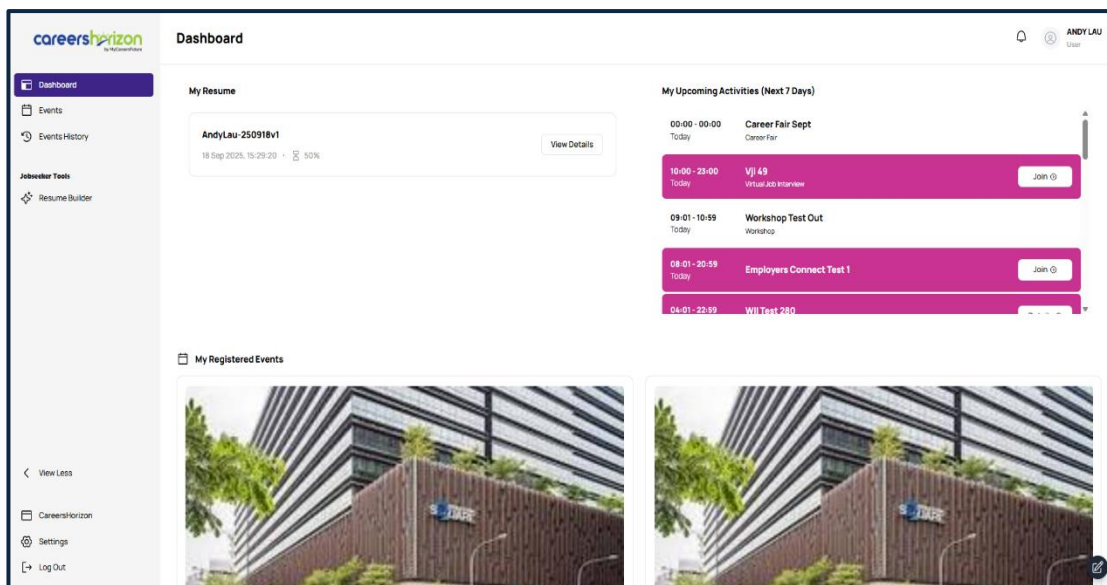 careershorizon
by MyCareersFuture
Dashboard
Events
Events History
Jobseeker Tools
Resume Builder
View Less
CareersHorizon
Settings
Log Out
Dashboard
ANDY LAU
User
My Resume
AndyLau-250918v1
18 Sep 2025, 15:29:20 · 50%
View Details
My Upcoming Activities (Next 7 Days)
00:00 - 00:00 Career Fair Sept
Today Career Fair
10:00 - 23:00 Vji 49
Today Virtual Job Interview
Join
09:01 - 10:59 Workshop Test Out
Today Workshop
08:01 - 20:59 Employers Connect Test 1
Today
Join
04:01 - 22:59 WII Test 280
My Registered Events